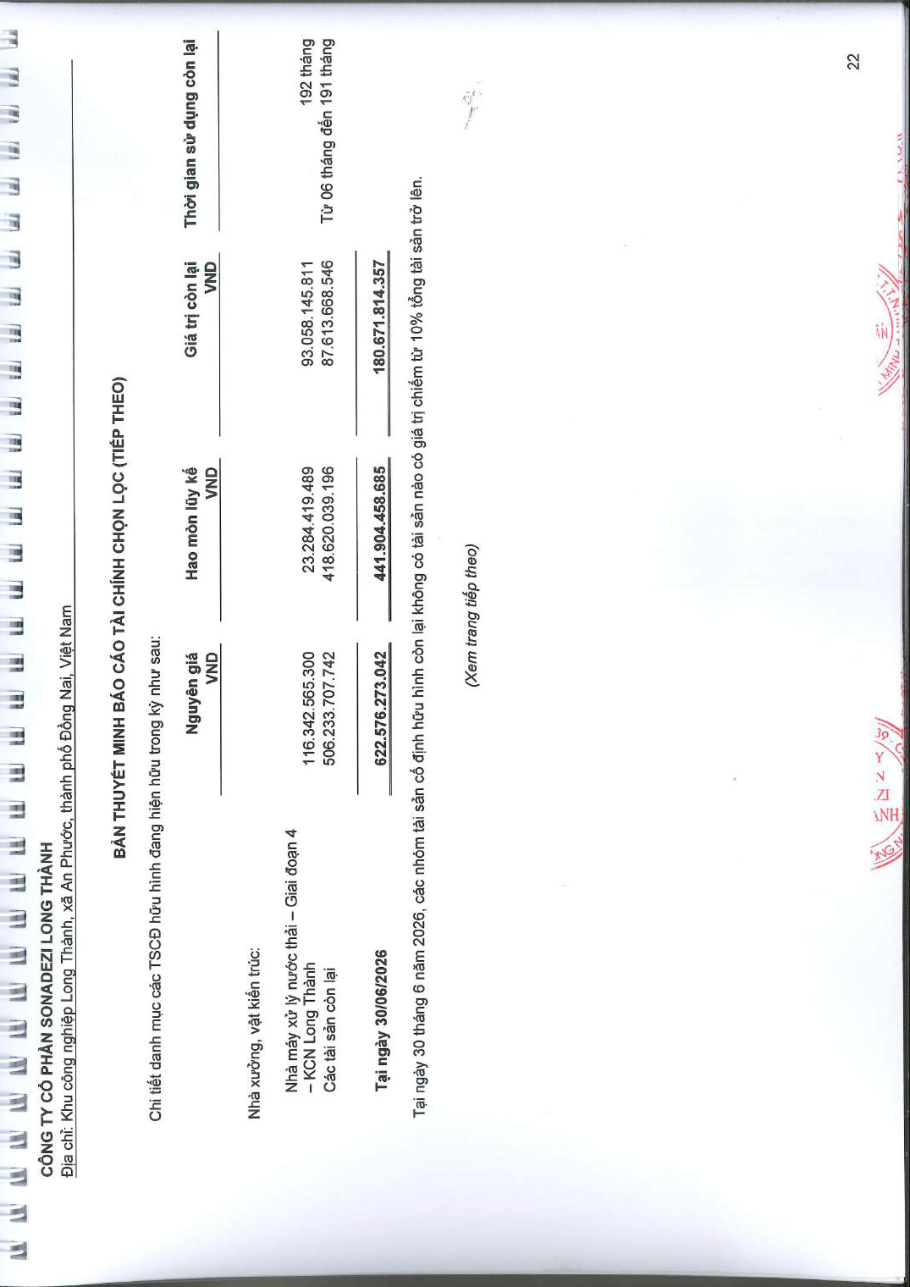 CÔNG TY CỔ PHẦN SONADEZI LONG THÀNH
Địa chỉ: Khu công nghiệp Long Thành, xã An Phước, thành phố Đồng Nai, Việt Nam
BẢN THUYẾT MINH BÁO CÁO TÀI CHÍNH CHỌN LỌC (TIẾP THEO)
Chi tiết danh mục các TSCĐ hữu hình đang hiện hữu trong kỳ như sau:
Nguyên giá Hao mòn lũy kế Giá trị còn lại Thời gian sử dụng còn lại
VND VND VND
Nhà xưởng, vật kiến trúc:
Nhà máy xử lý nước thải – Giai đoạn 4
– KCN Long Thành 116.342.565.300 23.284.419.489 93.058.145.811 192 tháng
Các tài sản còn lại 506.233.707.742 418.620.039.196 87.613.668.546 Từ 06 tháng đến 191 tháng
Tại ngày 30/06/2026 622.576.273.042 441.904.458.685 180.671.814.357
Tại ngày 30 tháng 6 năm 2026, các nhóm tài sản cố định hữu hình còn lại không có tài sản nào có giá trị chiếm từ 10% tổng tài sản trở lên.
(Xem trang tiếp theo)
22